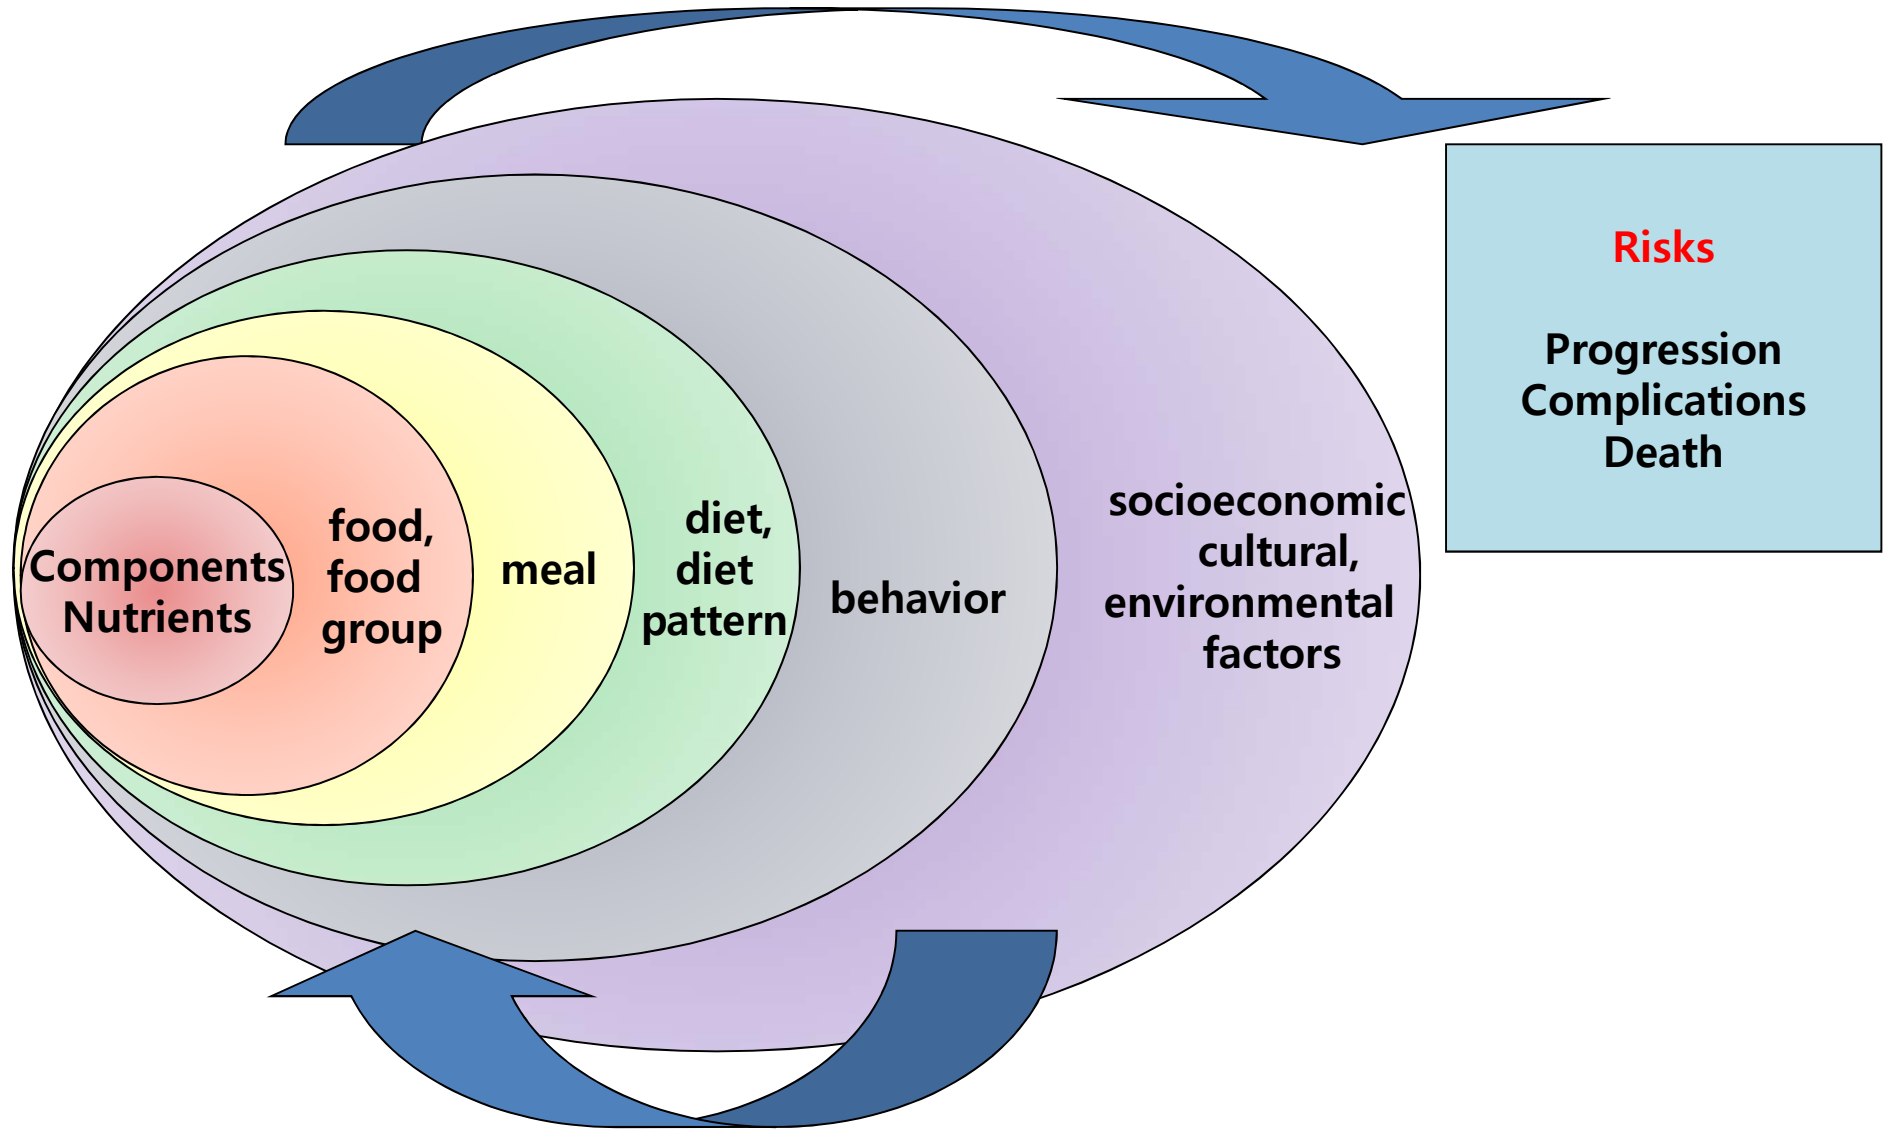 Components
Nutrients
food,
food
group
meal
diet,
diet
pattern
behavior
socioeconomic
cultural,
environmental
factors
Risks
Progression
Complications
Death